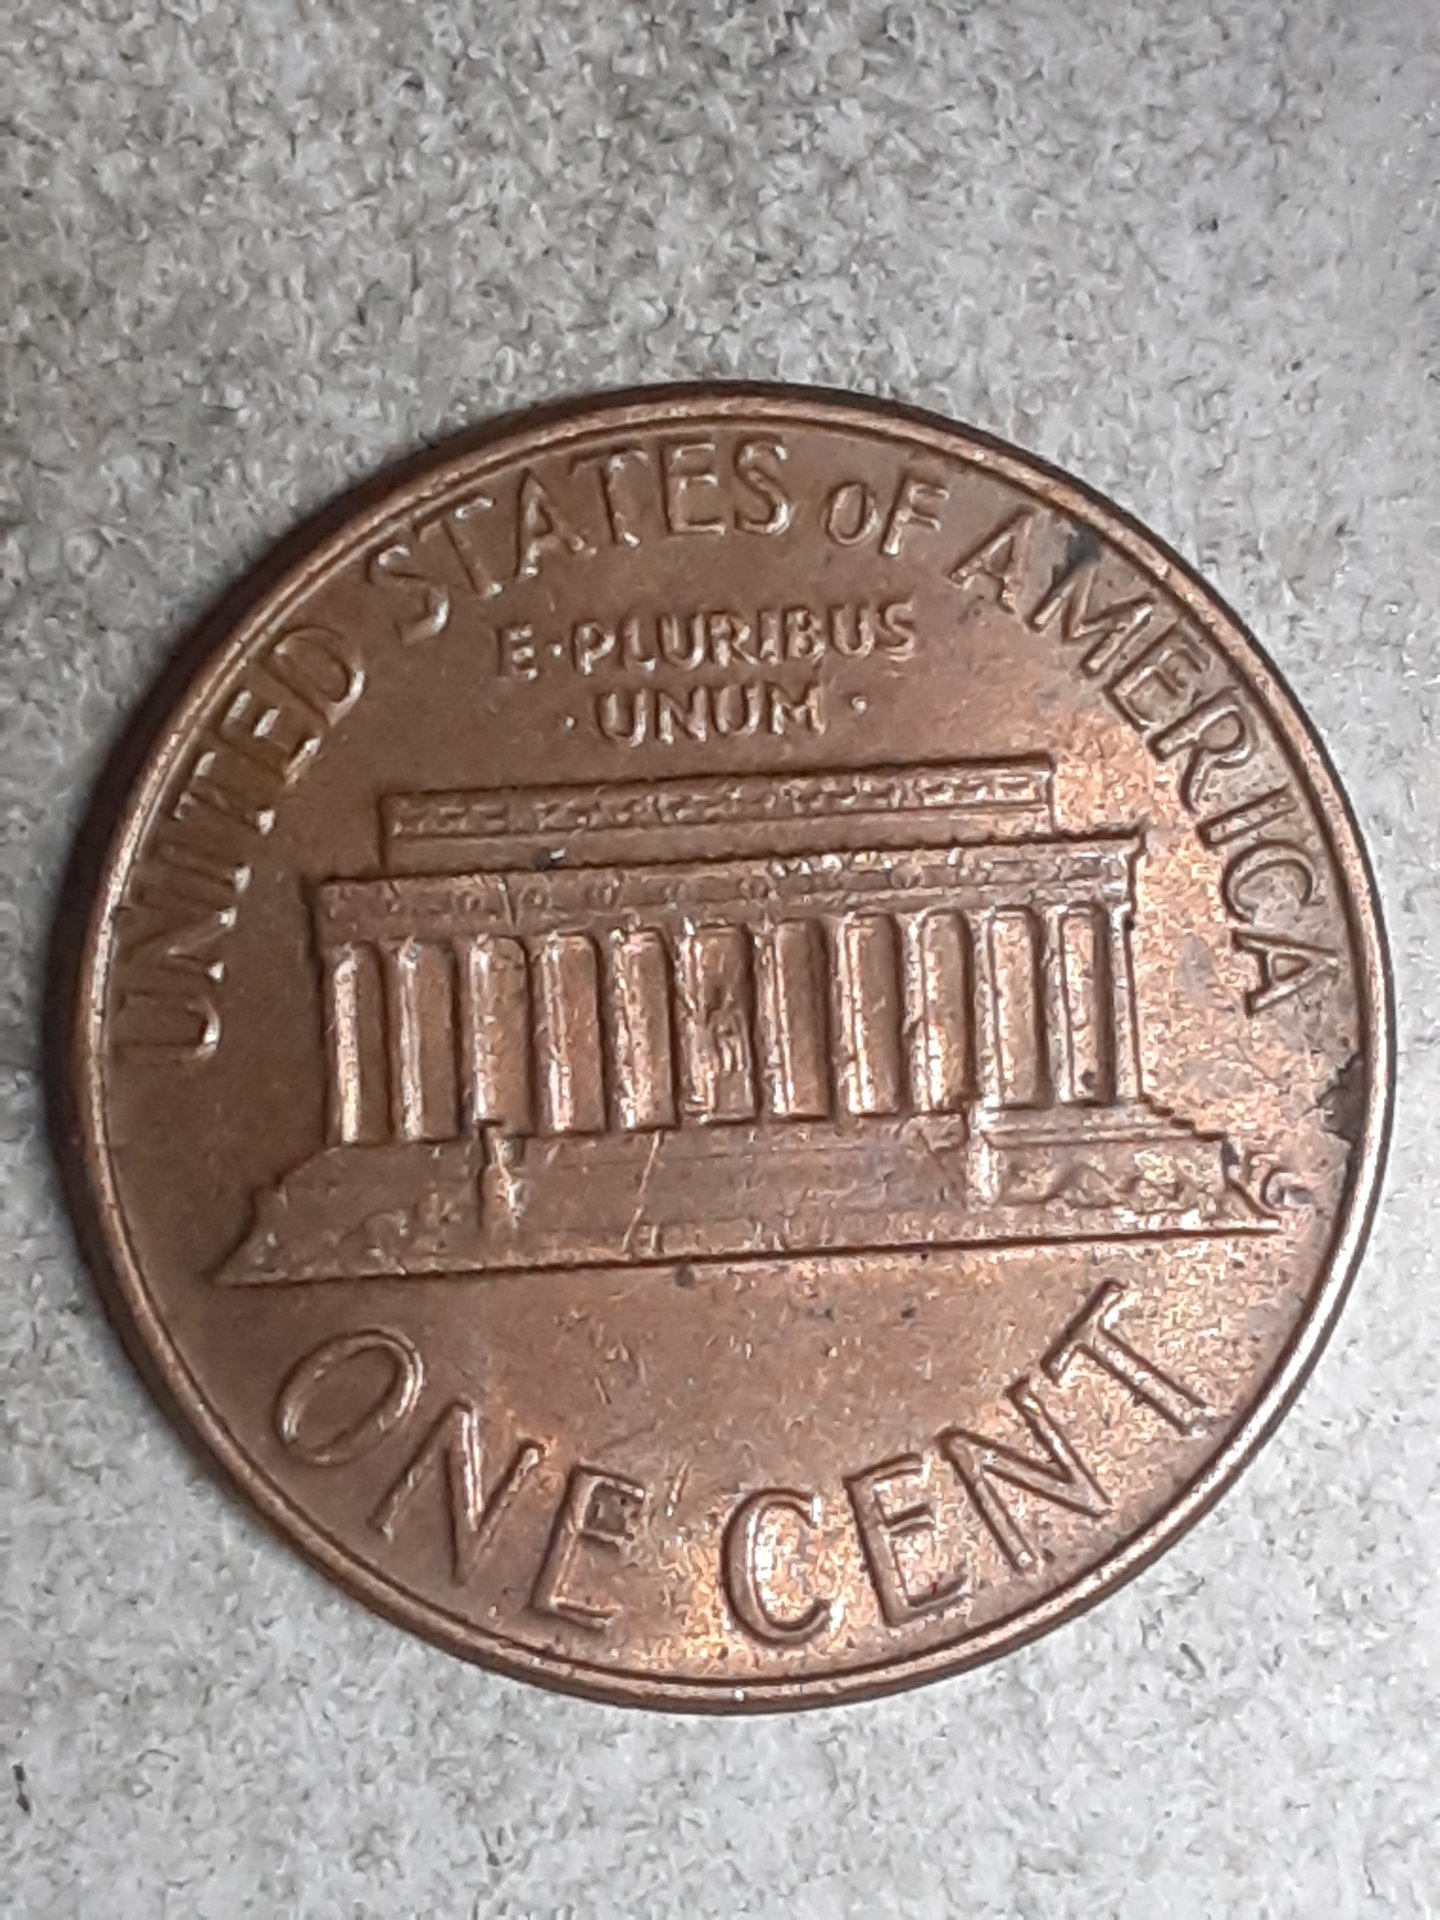 UNITED STATES OF AMERICA
E·PLURIBUS
·UNUM·
ONE CENT